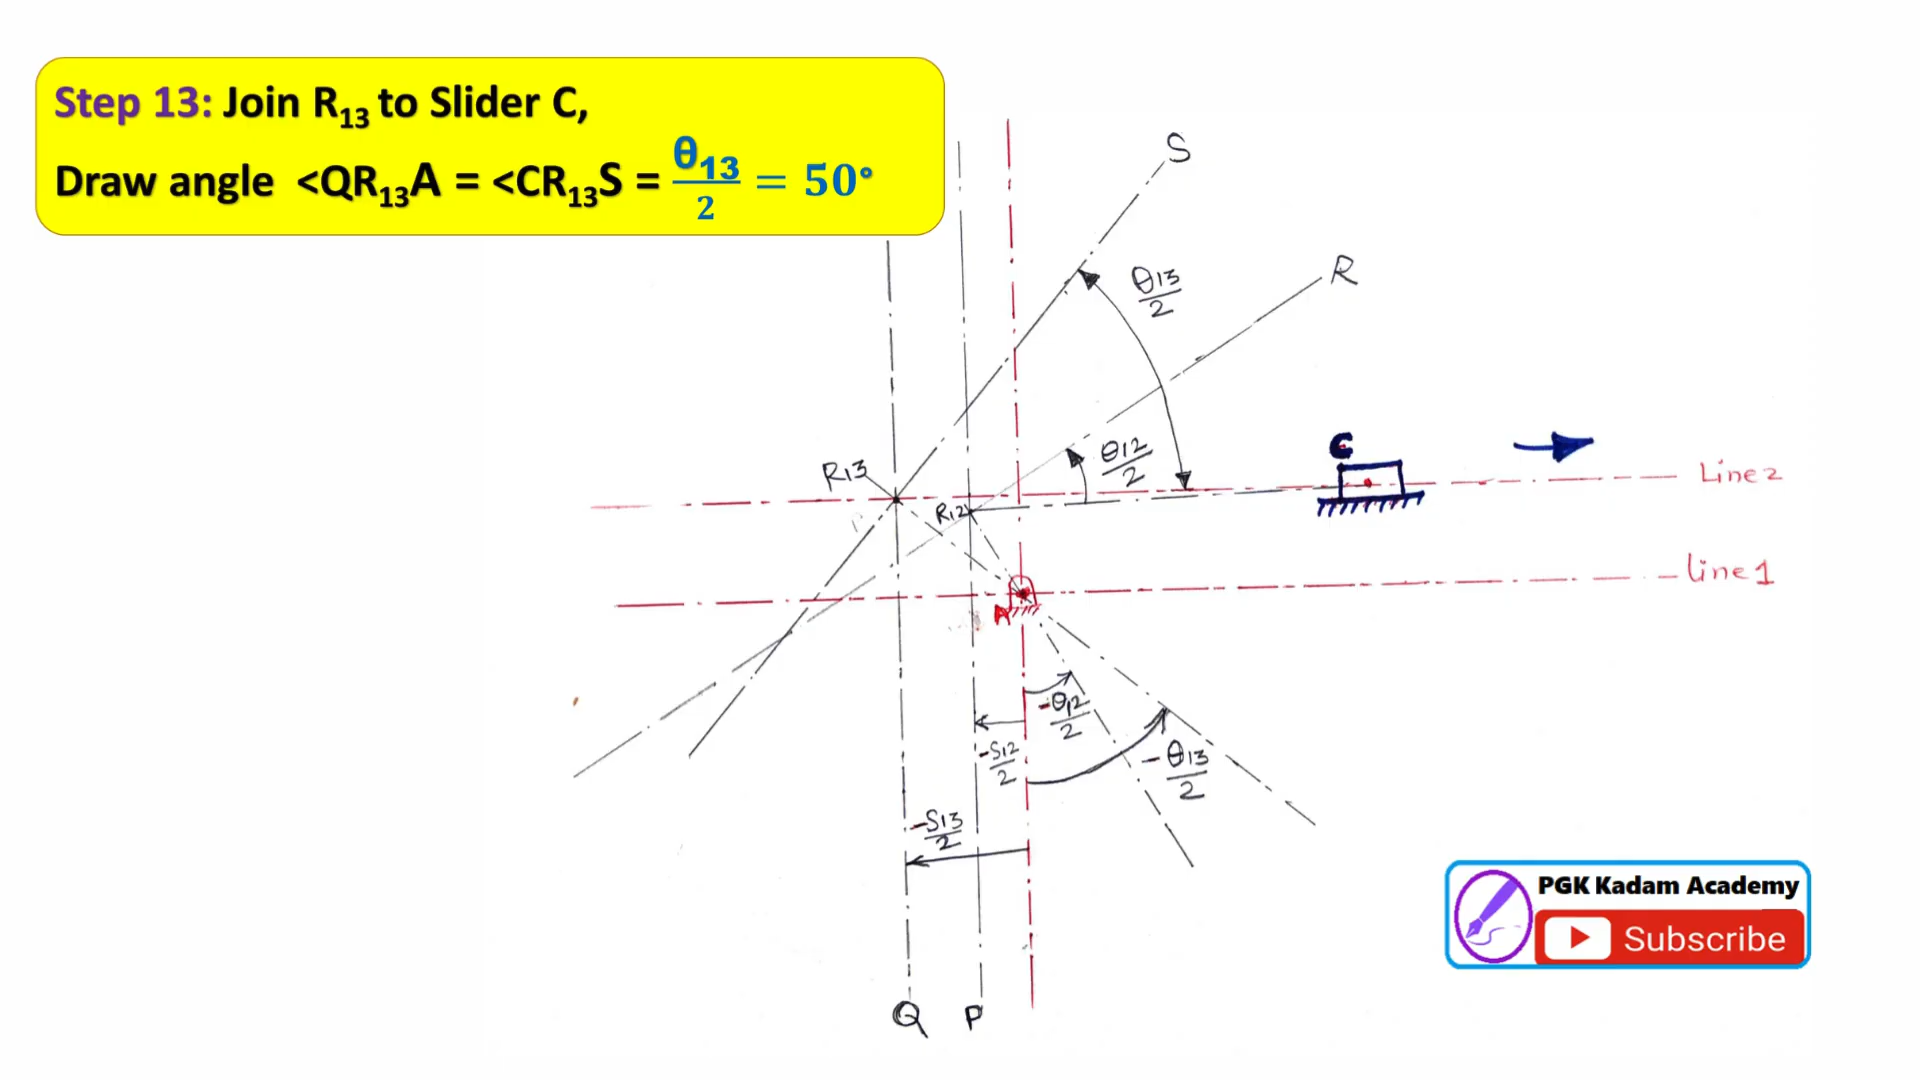 Step 13: Join R13 to Slider C,
Draw angle <QR13A = <CR13S = θ13/2 = 50°
S
θ13/2
R
θ12/2
C
R13
R12
Line2
Line1
A
-θ12/2
-S12/2
-θ13/2
-S13/2
Q P
PGK Kadam Academy
Subscribe